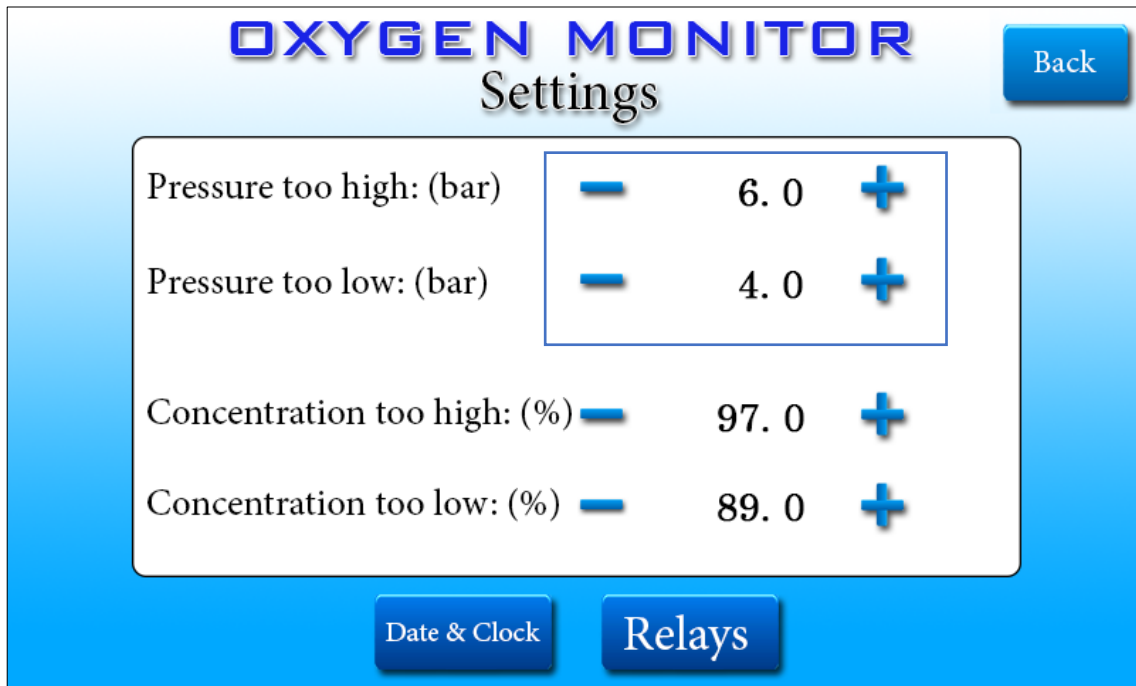 OXYGEN MONITOR
Settings
Back
Pressure too high: (bar) 6. 0
Pressure too low: (bar) 4. 0
Concentration too high: (%) 97. 0
Concentration too low: (%) 89. 0
Date & Clock
Relays